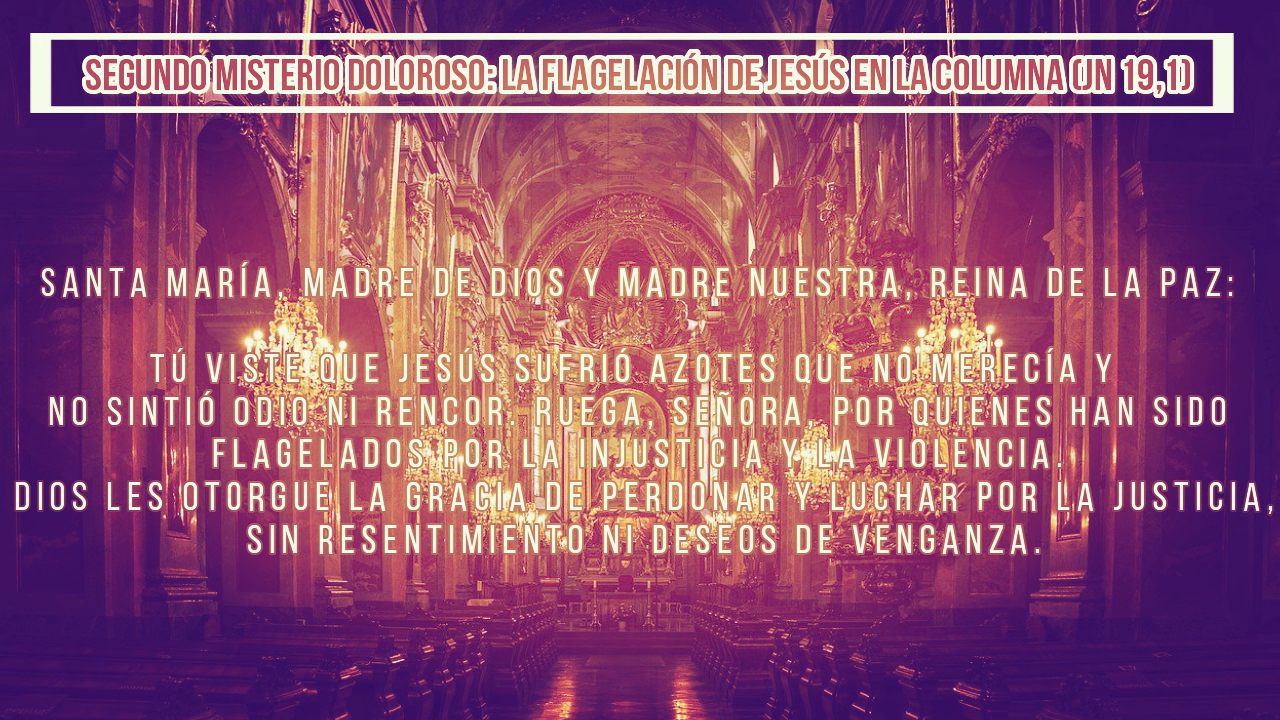 SEGUNDO MISTERIO DOLOROSO: LA FLAGELACIÓN DE JESÚS EN LA COLUMNA (JN 19,1)
SANTA MARÍA, MADRE DE DIOS Y MADRE NUESTRA, REINA DE LA PAZ:
TÚ VISTE QUE JESÚS SUFRIÓ AZOTES QUE NO MERECÍA Y
NO SINTIÓ ODIO NI RENCOR. RUEGA, SEÑORA, POR QUIENES HAN SIDO
FLAGELADOS POR LA INJUSTICIA Y LA VIOLENCIA.
DIOS LES OTORGUE LA GRACIA DE PERDONAR Y LUCHAR POR LA JUSTICIA,
SIN RESENTIMIENTO NI DESEOS DE VENGANZA.